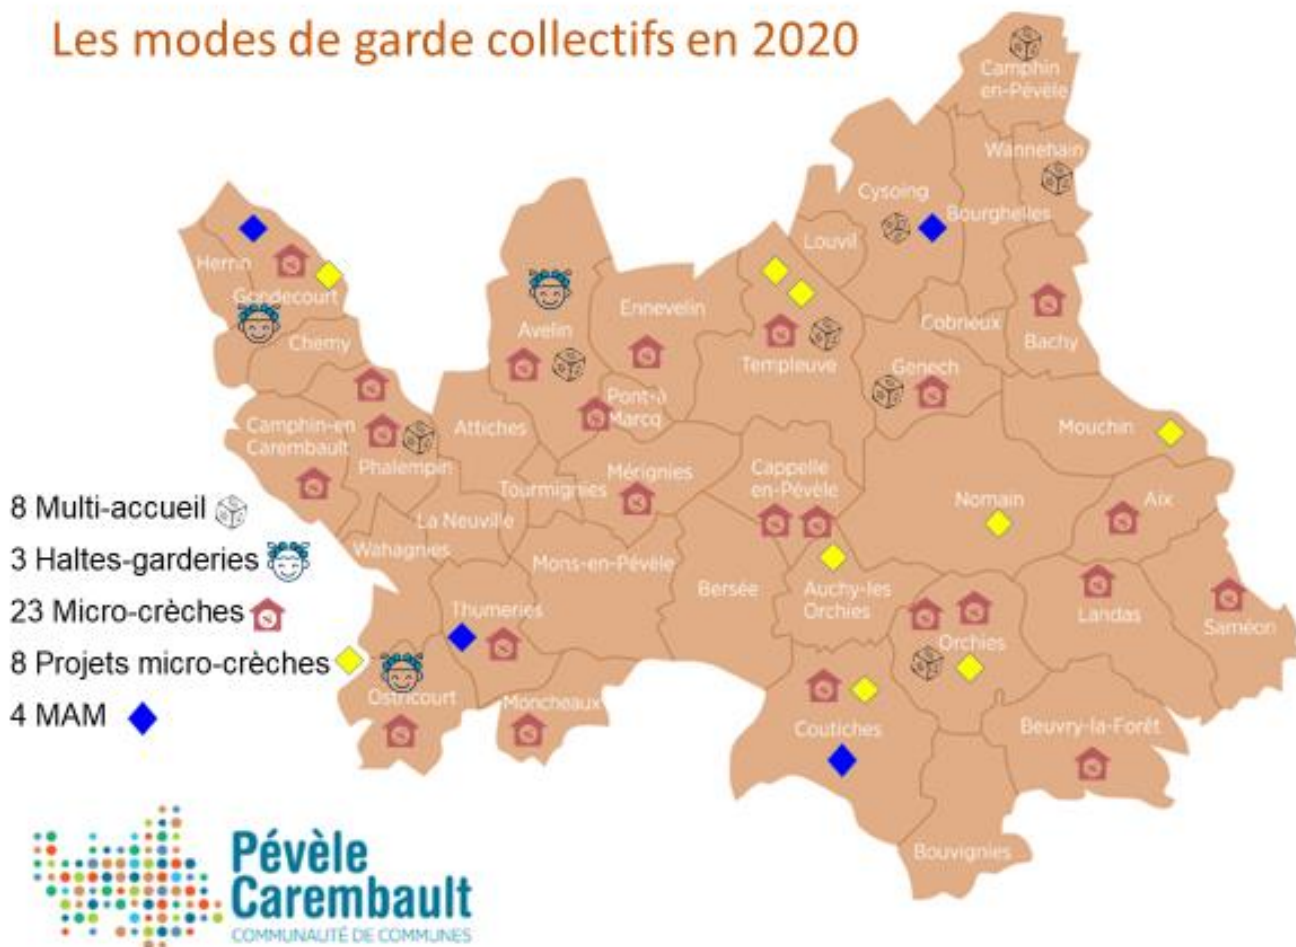 Les modes de garde collectifs en 2020
Camphin
en-Pévèle
Wannehain
Cysoing
Bourghelles
Louvil
Herrin
Gondecourt
Ennevelin
Avelin
Chemy
Cobrieux
Bachy
Templeuve
Genech
Pont-à
Marcq
Camphin-en
Carembault
Attiches
Mouchin
Phalempin
Mérignies
Cappelle
en-Pévèle
Tourmignies
Nomain
Aix
8 Multi-accueil
La Neuville
Wahagnies
3 Haltes-garderies
Mons-en-Pévèle
Bersée
Auchy-les
Orchies
Thumeries
23 Micro-crèches
Landas
Saméon
Orchies
8 Projets micro-crèches
Ostricourt
Moncheaux
4 MAM
Coutiches
Beuvry-la-Forêt
Bouvignies
Pévèle
Carembault
COMMUNAUTÉ DE COMMUNES